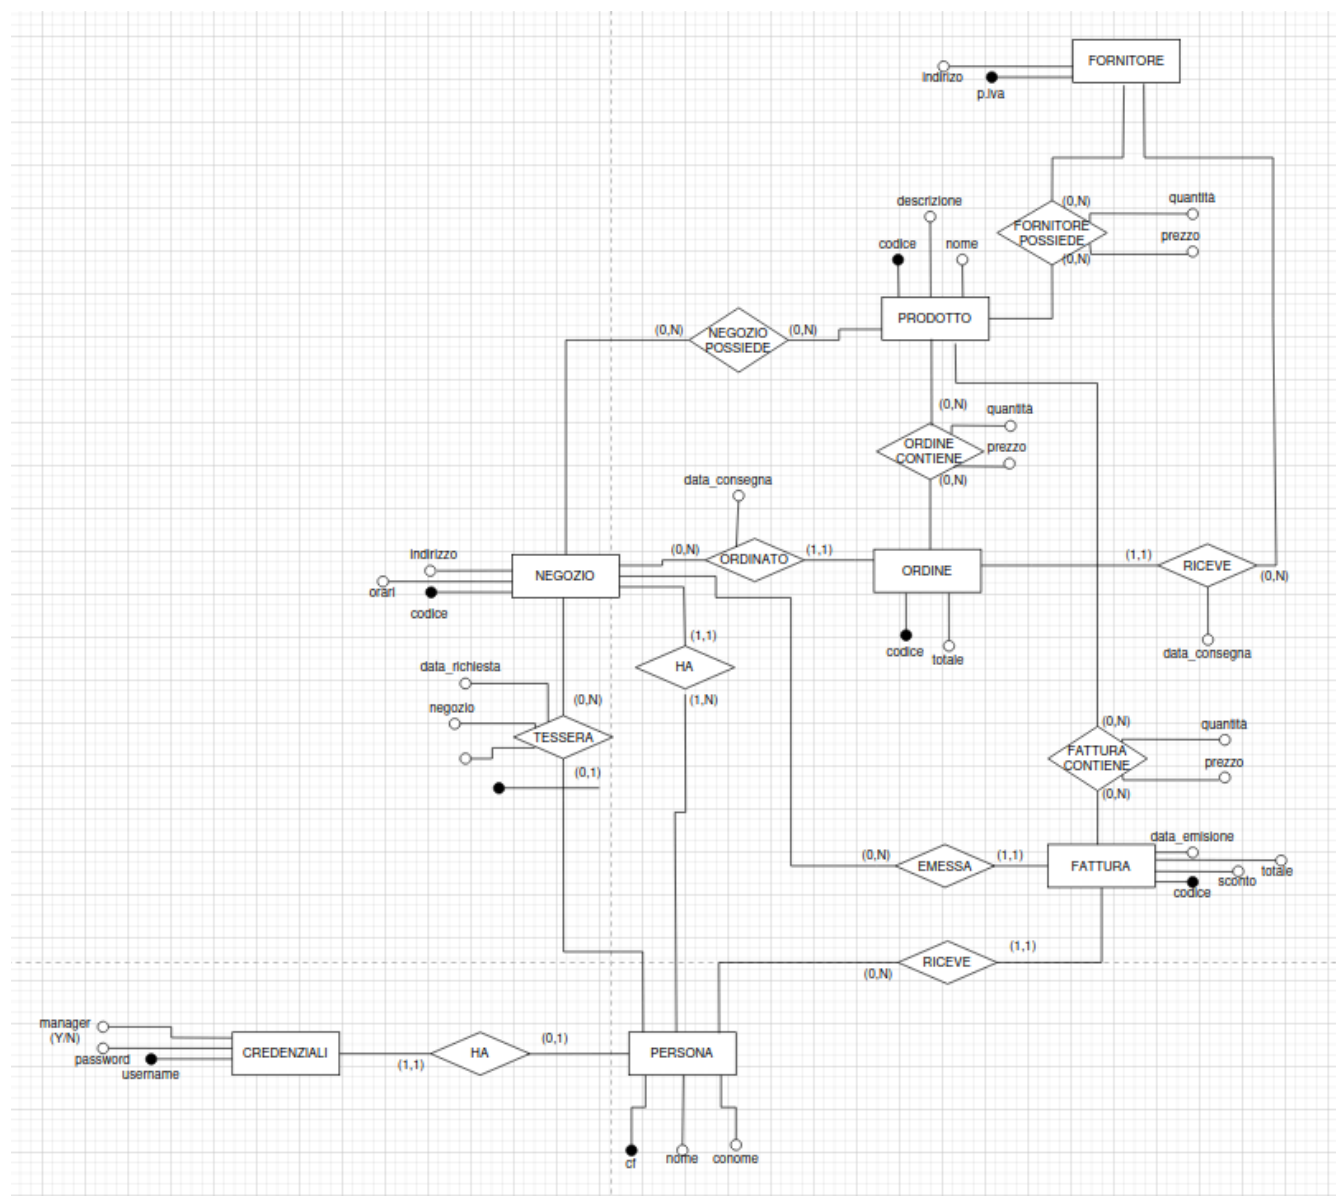 FORNITORE
indirizo
p.iva
descrizione
(0,N)
quantità
FORNITORE
POSSIEDE
prezzo
codice
nome
(0,N)
PRODOTTO
(0,N)
NEGOZIO
POSSIEDE
(0,N)
(0,N)
quantità
ORDINE
CONTIENE
prezzo
(0,N)
data_consegna
indirizzo
NEGOZIO
(0,N)
ORDINATO
(1,1)
ORDINE
(1,1)
RICEVE
(0,N)
orari
codice
codice
totale
data_consegna
(1,1)
HA
(1,N)
data_richiesta
negozio
(0,N)
TESSERA
(0,1)
(0,N)
quantità
FATTURA
CONTIENE
prezzo
(0,N)
data_emisione
(0,N)
EMESSA
(1,1)
FATTURA
totale
sconto
codice
(1,1)
RICEVE
(0,N)
manager
(Y/N)
password
username
CREDENZIALI
(1,1)
HA
(0,1)
PERSONA
cf
nome
conome